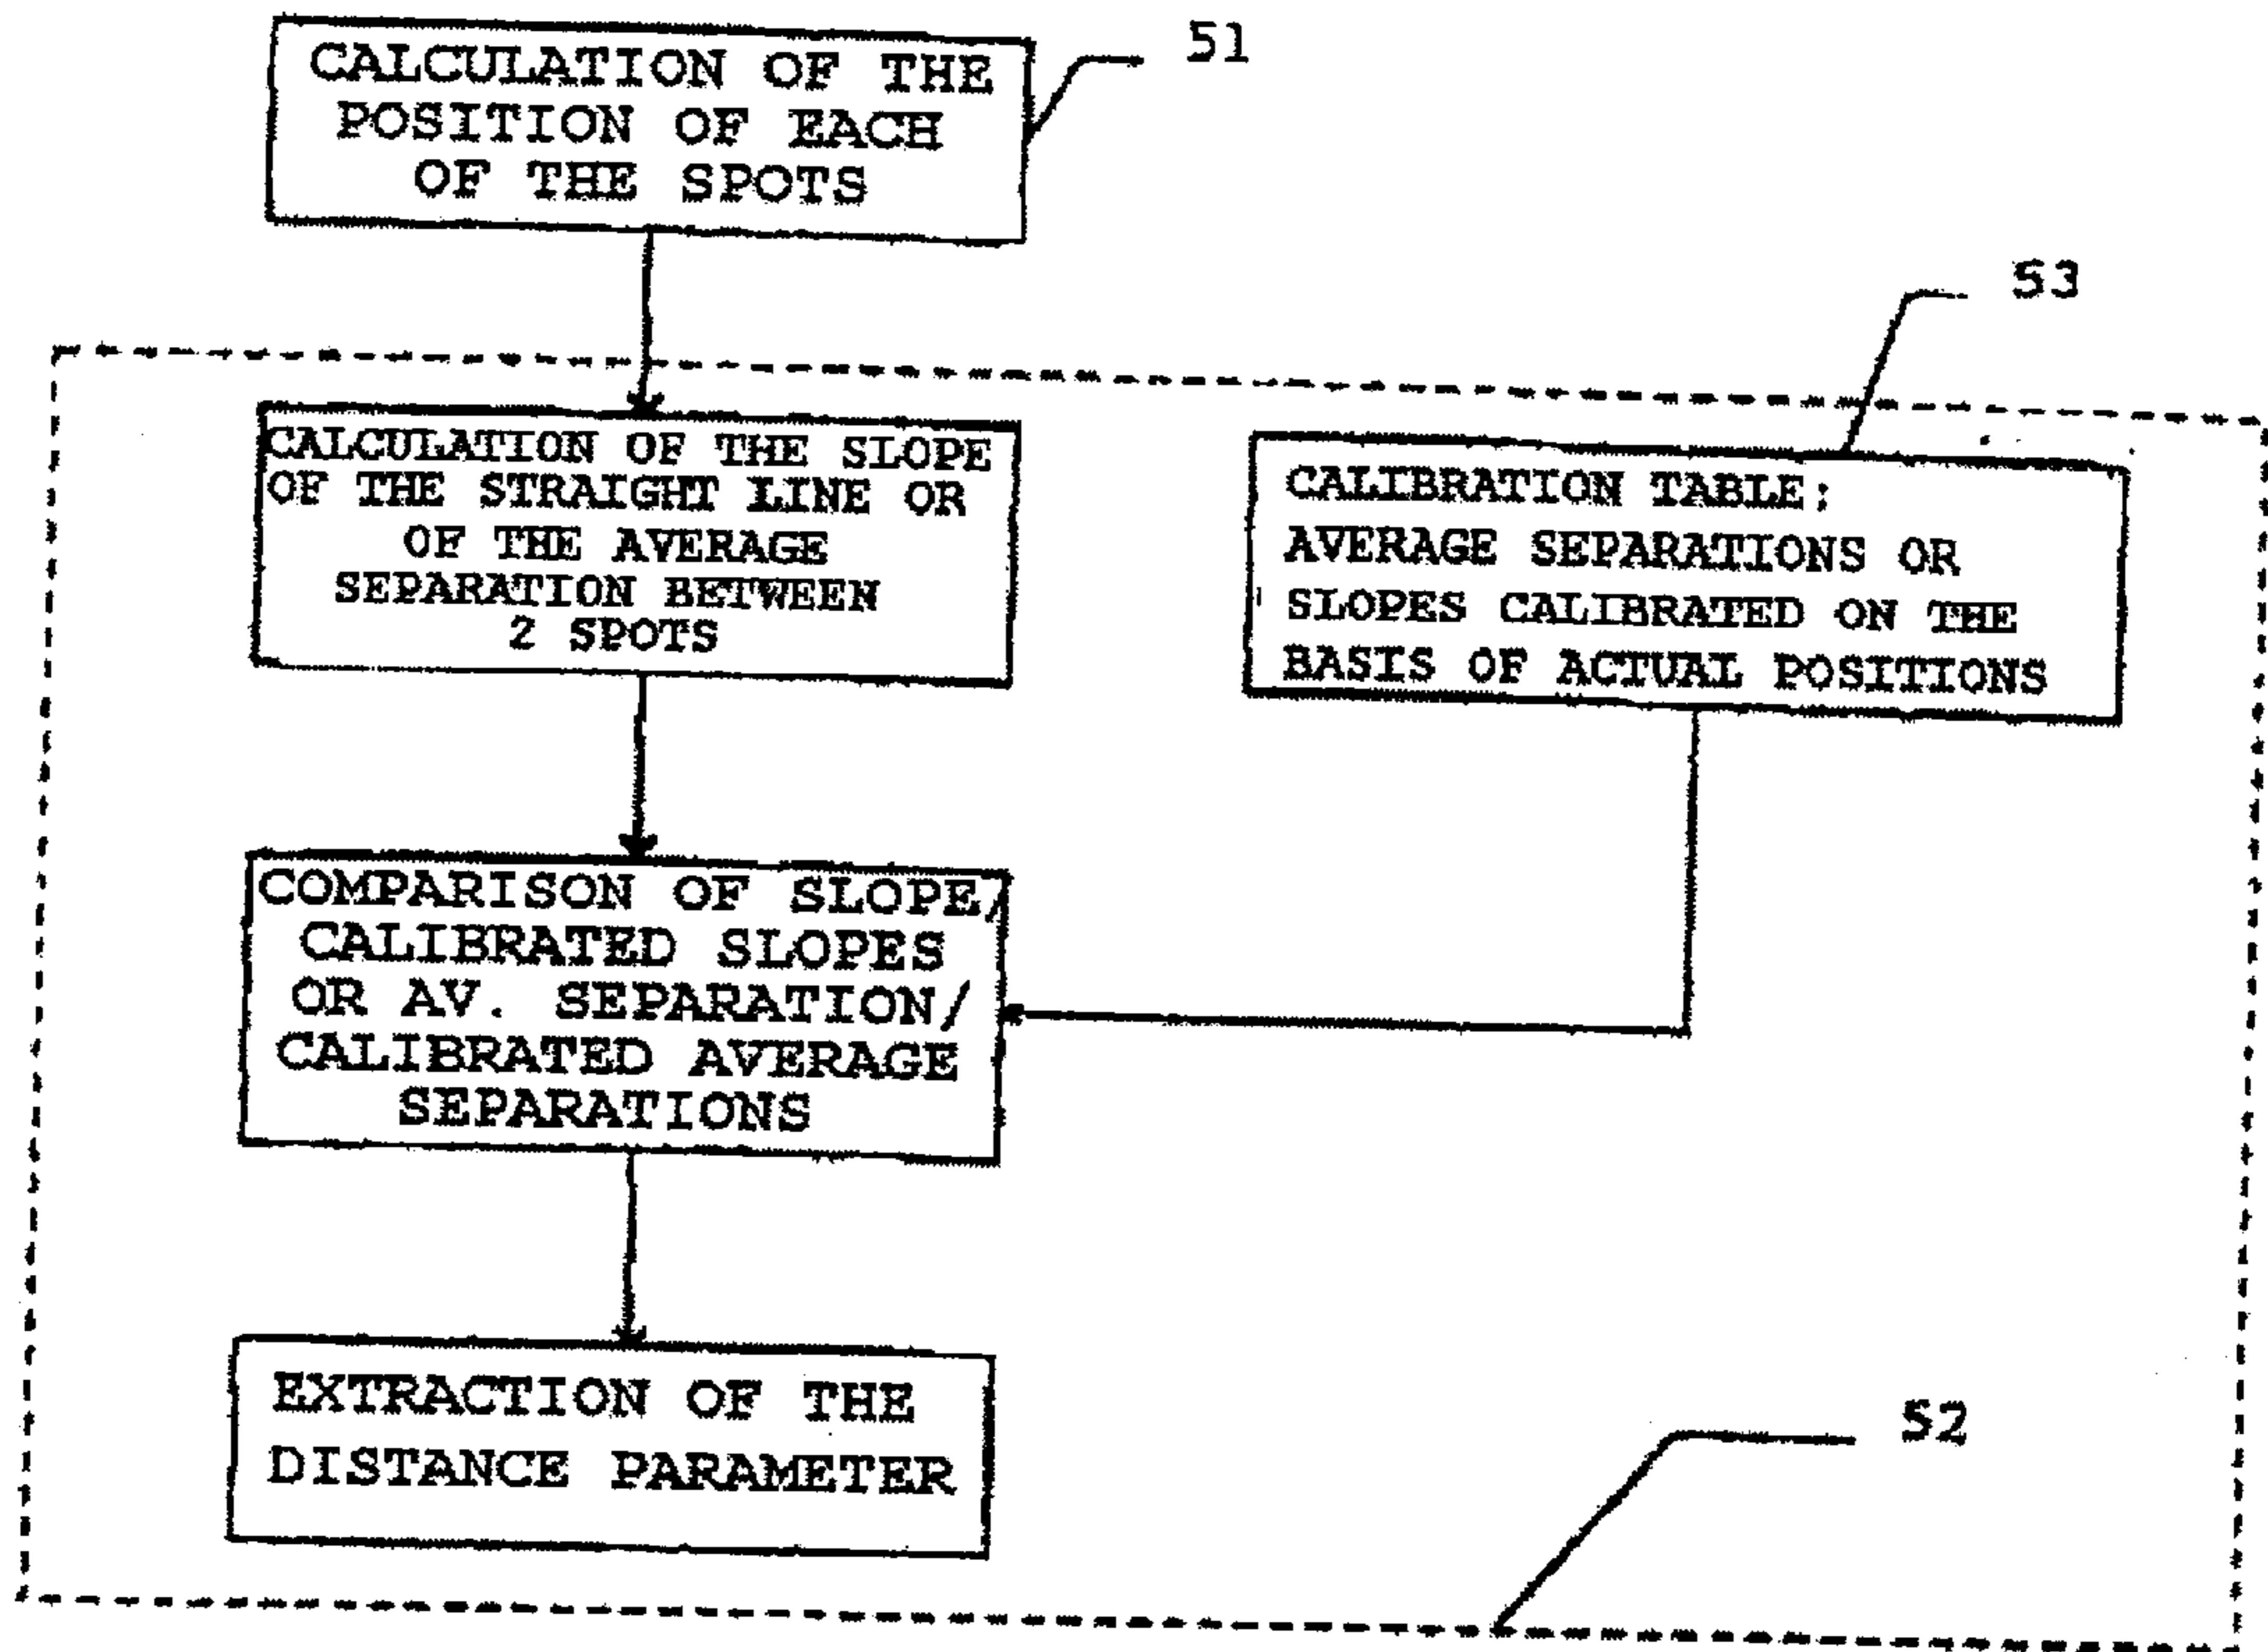 CALCULATION OF THE
POSITION OF EACH
OF THE SPOTS
51
53
CALCULATION OF THE SLOPE
OF THE STRAIGHT LINE OR
OF THE AVERAGE
SEPARATION BETWEEN
2 SPOTS
CALIBRATION TABLE;
AVERAGE SEPARATIONS OR
SLOPES CALIBRATED ON THE
BASIS OF ACTUAL POSITIONS
COMPARISON OF SLOPE/
CALIBRATED SLOPES
OR AV. SEPARATION/
CALIBRATED AVERAGE
SEPARATIONS
EXTRACTION OF THE
DISTANCE PARAMETER
52